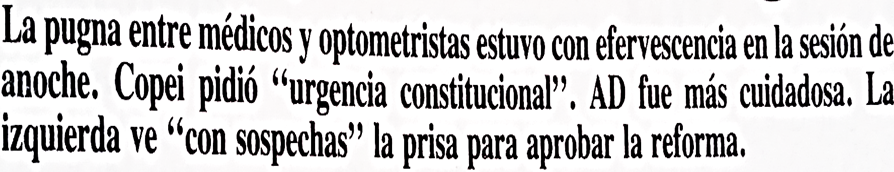 La pugna entre médicos y optometristas estuvo con efervescencia en la sesión de
anoche. Copei pidió “urgencia constitucional”. AD fue más cuidadosa. La
izquierda ve “con sospechas” la prisa para aprobar la reforma.